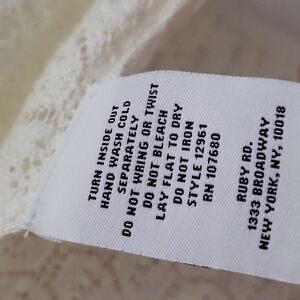 TURN INSIDE OUT
HAND WASH COLD
SEPARATELY
DO NOT WRING OR TWIST
DO NOT BLEACH
LAY FLAT TO DRY
DO NOT IRON
STYLE 12961
RN 107680
RUBY RD.
1333 BROADWAY
NEW YORK, NY, 10018